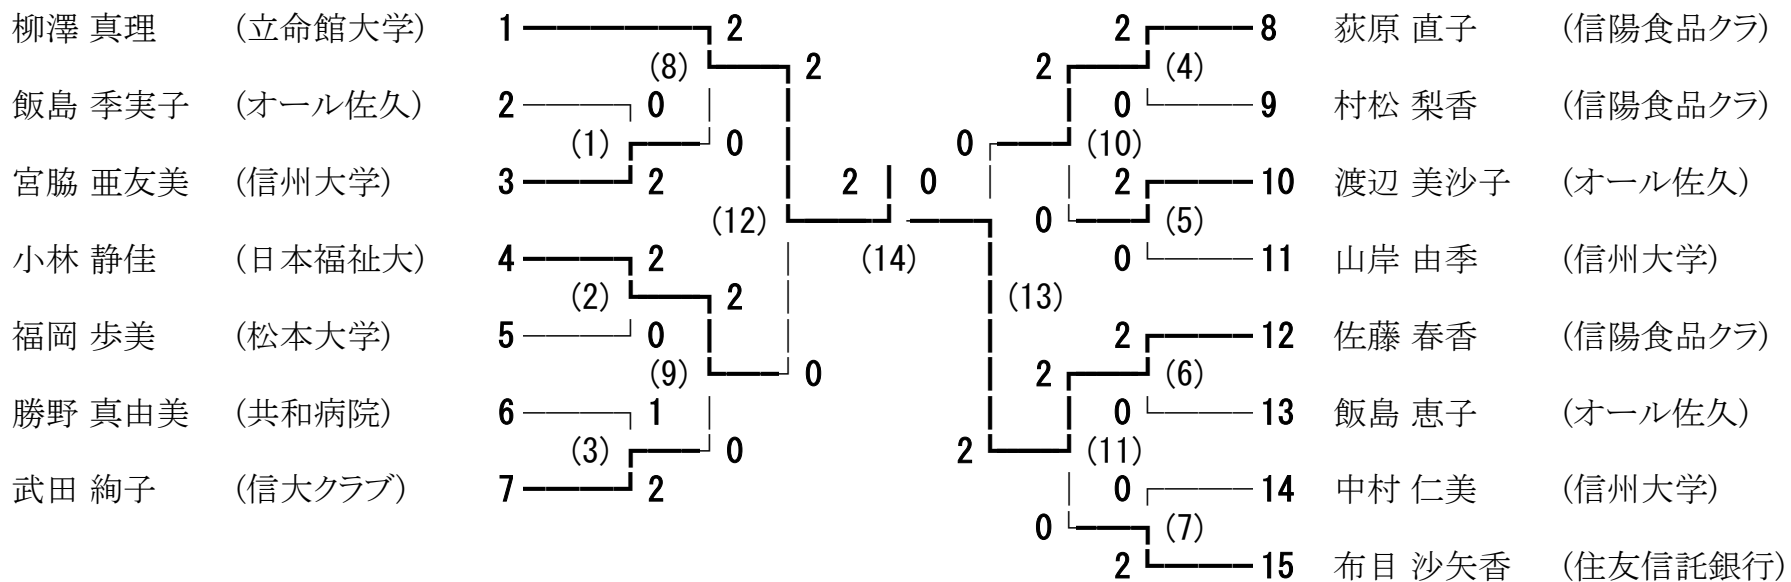 柳澤 真理 (立命館大学) 1 2 2 8 荻原 直子 (信陽食品クラ)
(8) 2 2 (4)
飯島 季実子 (オール佐久) 2 0 0 9 村松 梨香 (信陽食品クラ)
(1) 0 0 (10)
宮脇 亜友美 (信州大学) 3 2 2 0 2 10 渡辺 美沙子 (オール佐久)
(12) 0 (5)
小林 静佳 (日本福祉大) 4 2 (14) 0 11 山岸 由季 (信州大学)
(2) 2 (13)
福岡 歩美 (松本大学) 5 0 2 12 佐藤 春香 (信陽食品クラ)
(9) 0 2 (6)
勝野 真由美 (共和病院) 6 1 0 13 飯島 恵子 (オール佐久)
(3) 0 2 (11)
武田 絢子 (信大クラブ) 7 2 0 14 中村 仁美 (信州大学)
0 (7)
2 15 布目 沙矢香 (住友信託銀行)